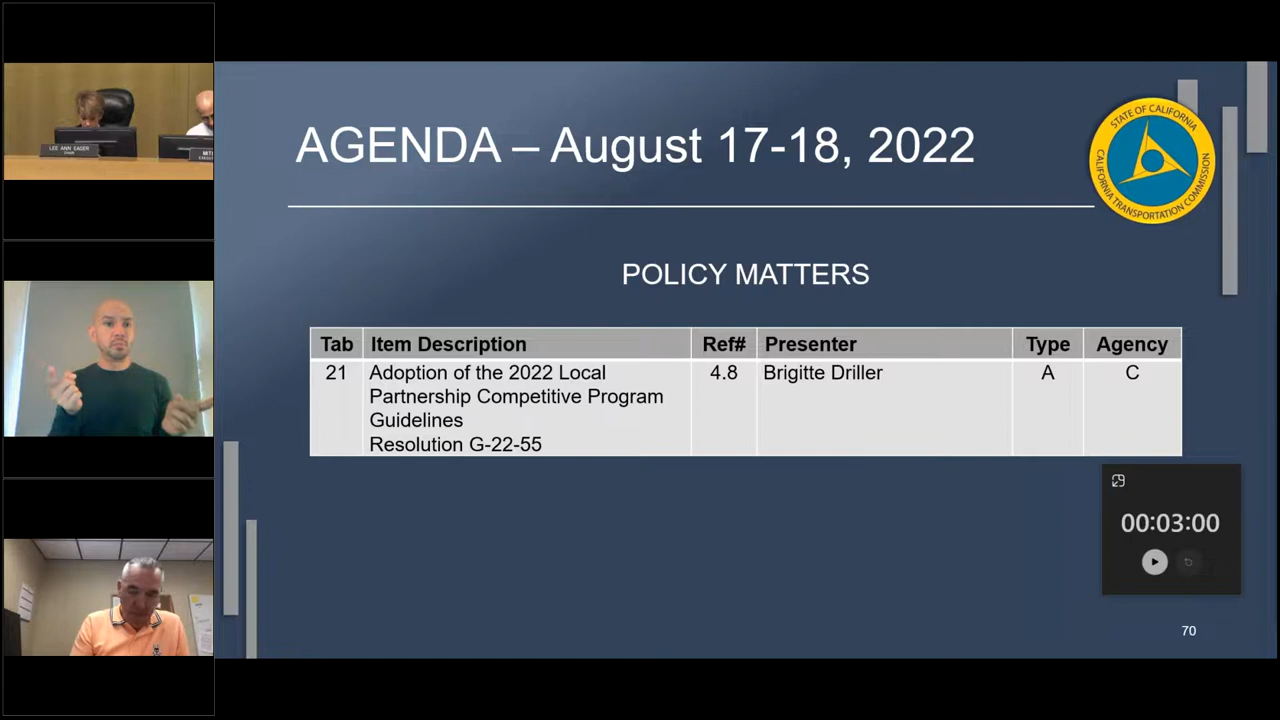 AGENDA – August 17-18, 2022
STATE OF CALIFORNIA
CALIFORNIA TRANSPORTATION COMMISSION
POLICY MATTERS
Tab Item Description Ref# Presenter Type Agency
21 Adoption of the 2022 Local 4.8 Brigitte Driller A C
Partnership Competitive Program
Guidelines
Resolution G-22-55
00:03:00
70
LEE ANN EAGER
CHAIR